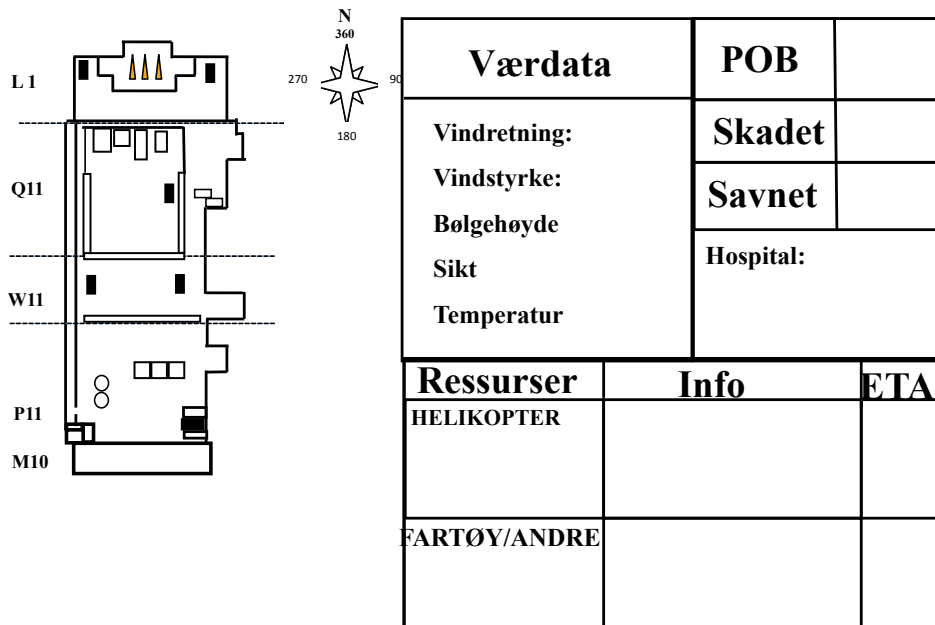 L 1
Q11
W11
P11
M10
N
360
270
90
180
Værdata
Vindretning:
Vindstyrke:
Bølgehøyde
Sikt
Temperatur
POB
Skadet
Savnet
Hospital:
Ressurser Info ETA
HELIKOPTER
FARTØY/ANDRE